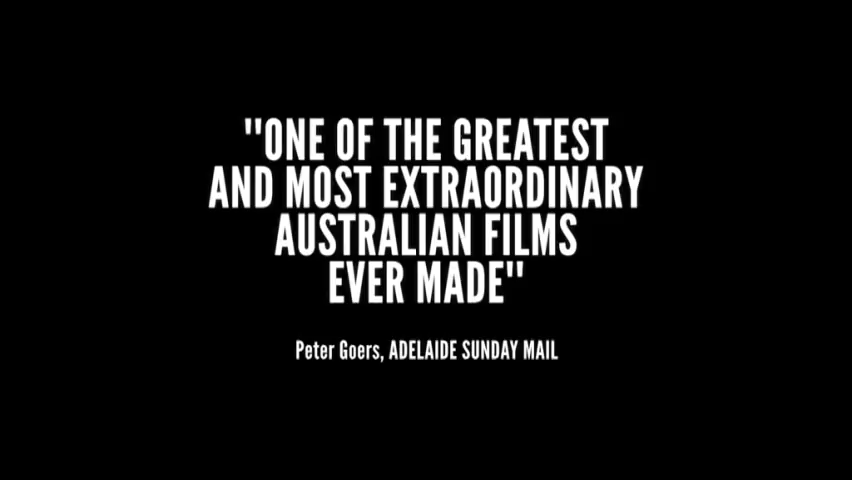 "ONE OF THE GREATEST
AND MOST EXTRAORDINARY
AUSTRALIAN FILMS
EVER MADE"
Peter Goers, ADELAIDE SUNDAY MAIL